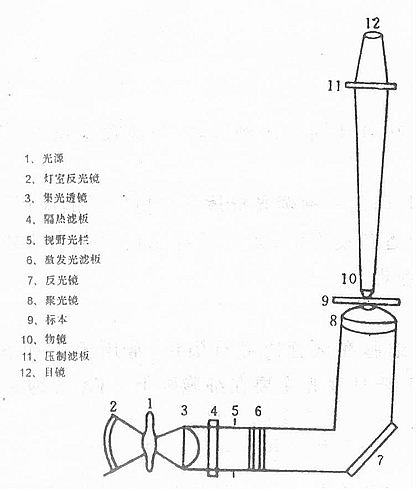 12
11
1、光源
2、灯室反光镜
3、集光透镜
4、隔热滤板
5、视野光栏
6、激发光滤板
7、反光镜
8、聚光镜
9、标本
10、物镜
11、压制滤板
12、目镜
10
9
8
2
1
3
4
5
6
7